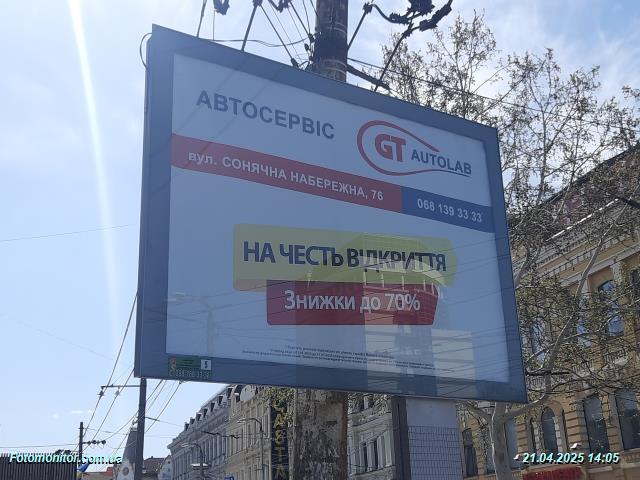 АВТОСЕРВІС
GT AUTOLAB
вул. СОНЯЧНА НАБЕРЕЖНА, 76
068 139 33 33
НА ЧЕСТЬ ВІДКРИТТЯ
Знижки до 70%
5
Fotomonitor.com.ua
21.04.2025 14:05